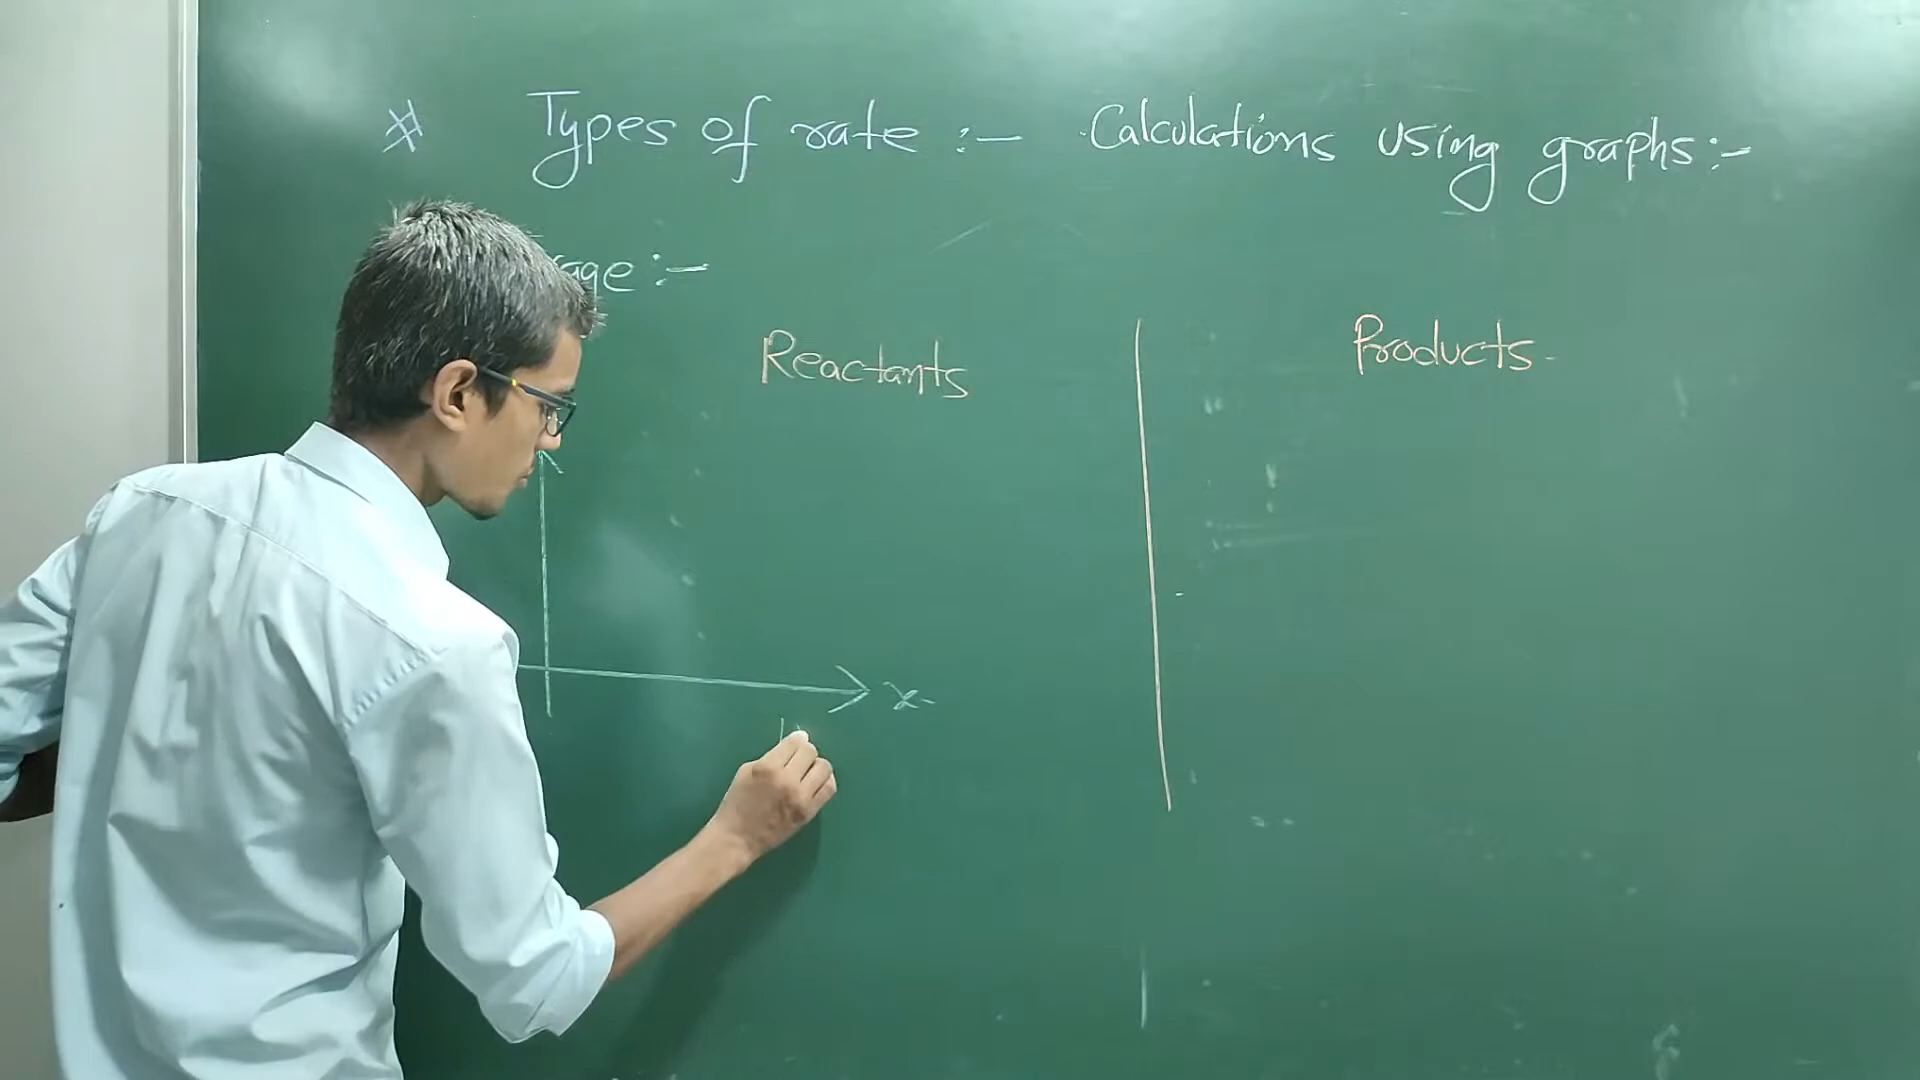 # Types of rate :- Calculations using graphs:-
age :-
Reactants
Products
x